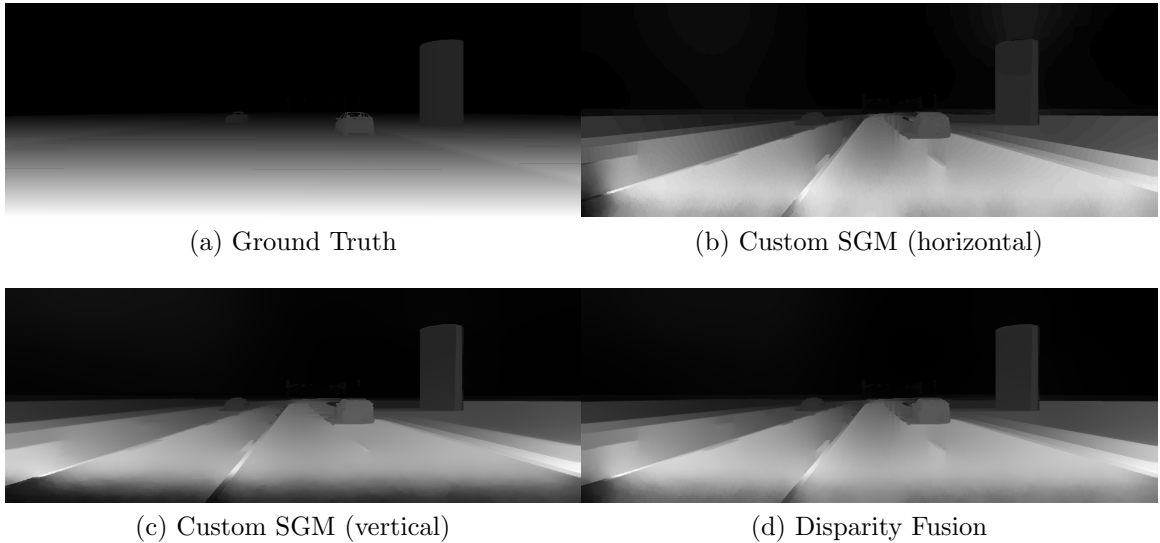 (a) Ground Truth
(b) Custom SGM (horizontal)
(c) Custom SGM (vertical)
(d) Disparity Fusion